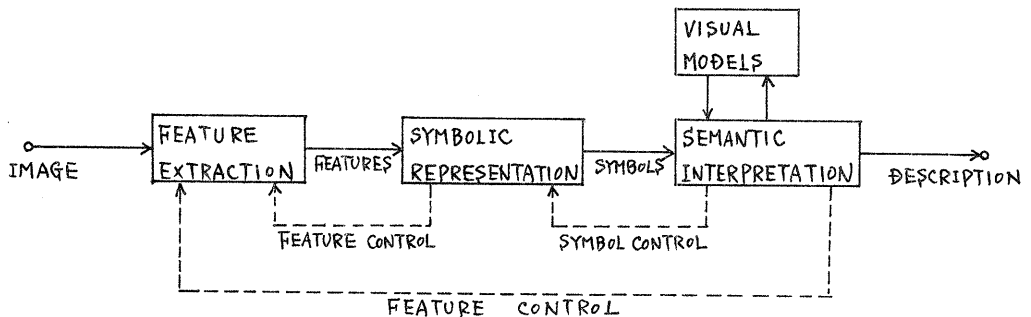 VISUAL
MODELS
FEATURE
EXTRACTION
SYMBOLIC
REPRESENTATION
SEMANTIC
INTERPRETATION
IMAGE
FEATURES
SYMBOLS
DESCRIPTION
FEATURE CONTROL
SYMBOL CONTROL
FEATURE CONTROL